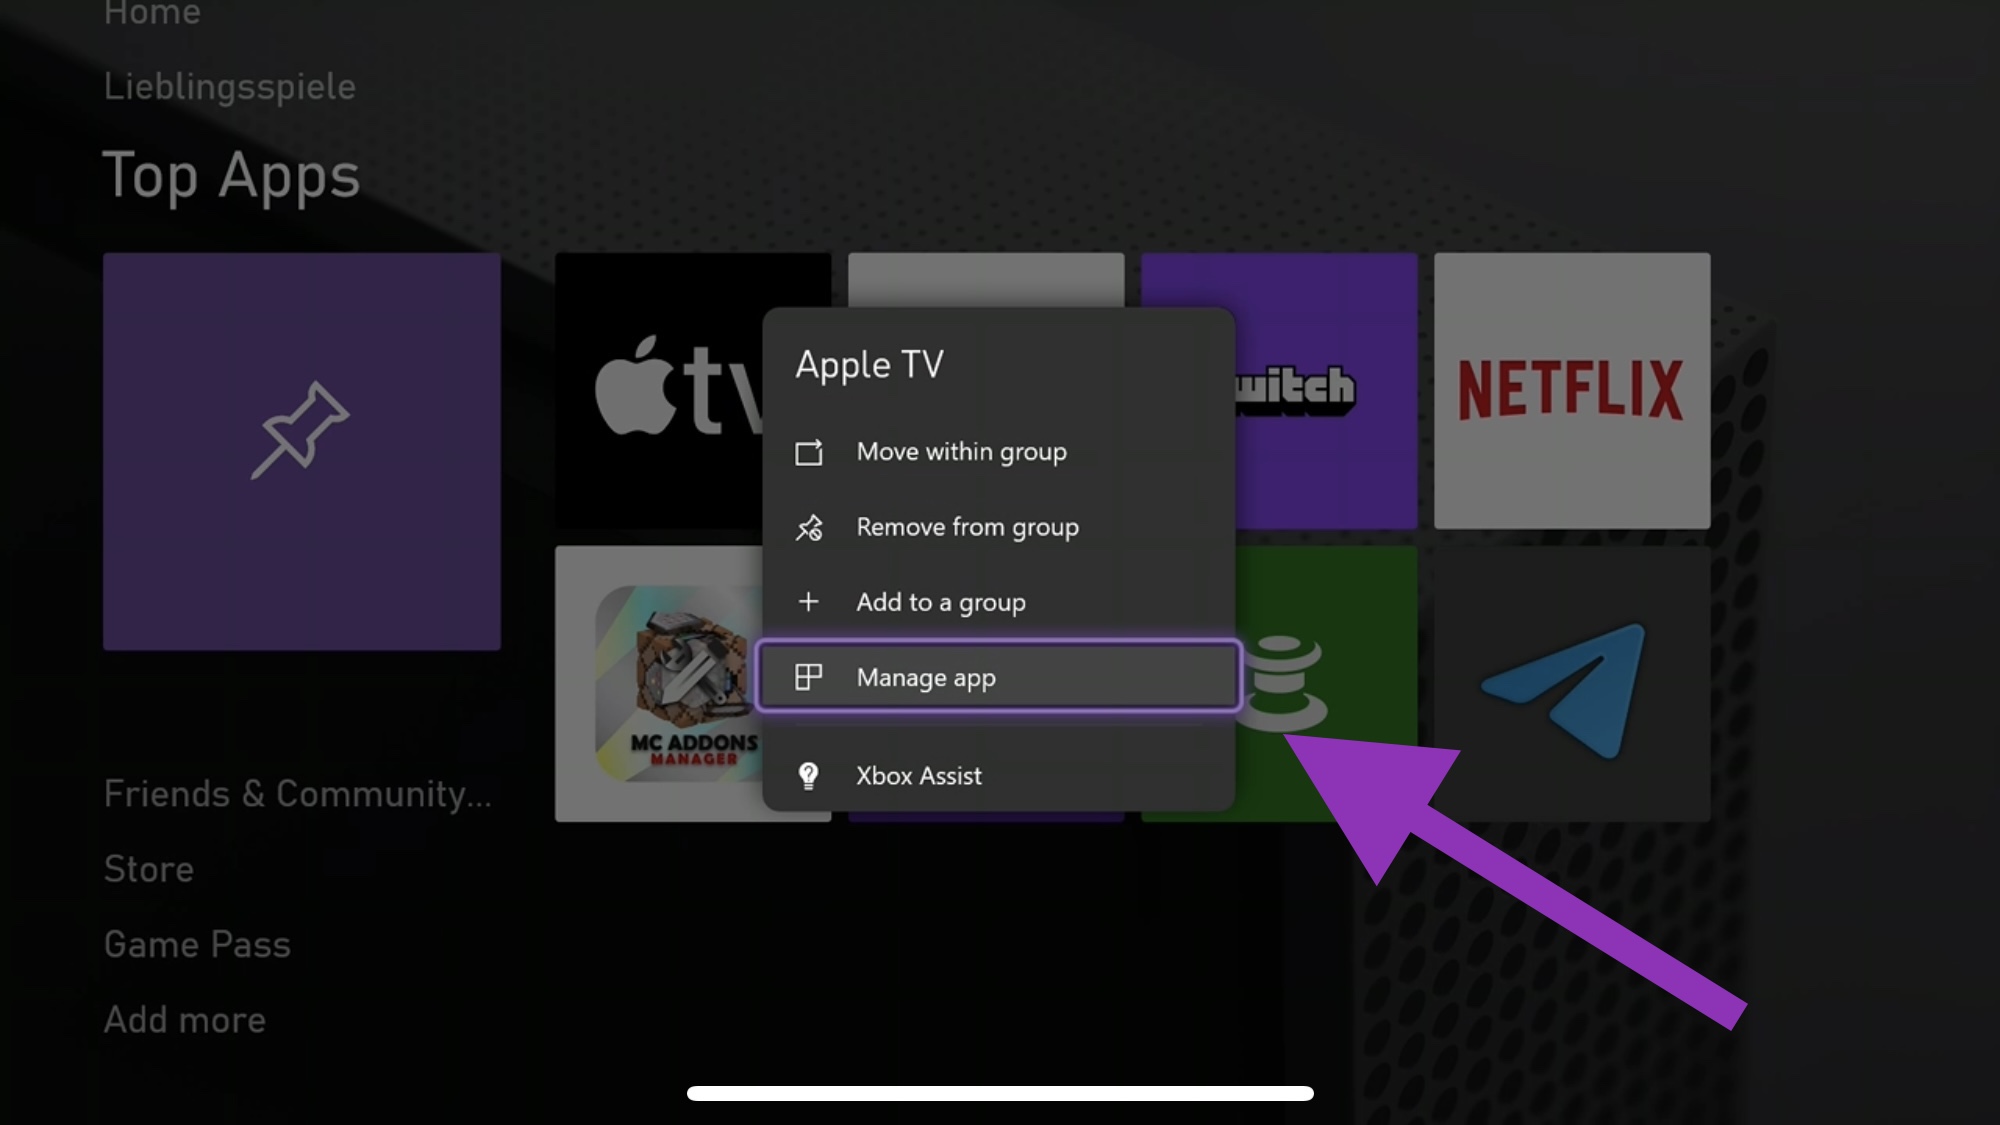 Home
Lieblingsspiele
Top Apps
tv
Apple TV
Move within group
Remove from group
Add to a group
Manage app
Xbox Assist
witch
NETFLIX
MC ADDONS
MANAGER
Friends & Community...
Store
Game Pass
Add more